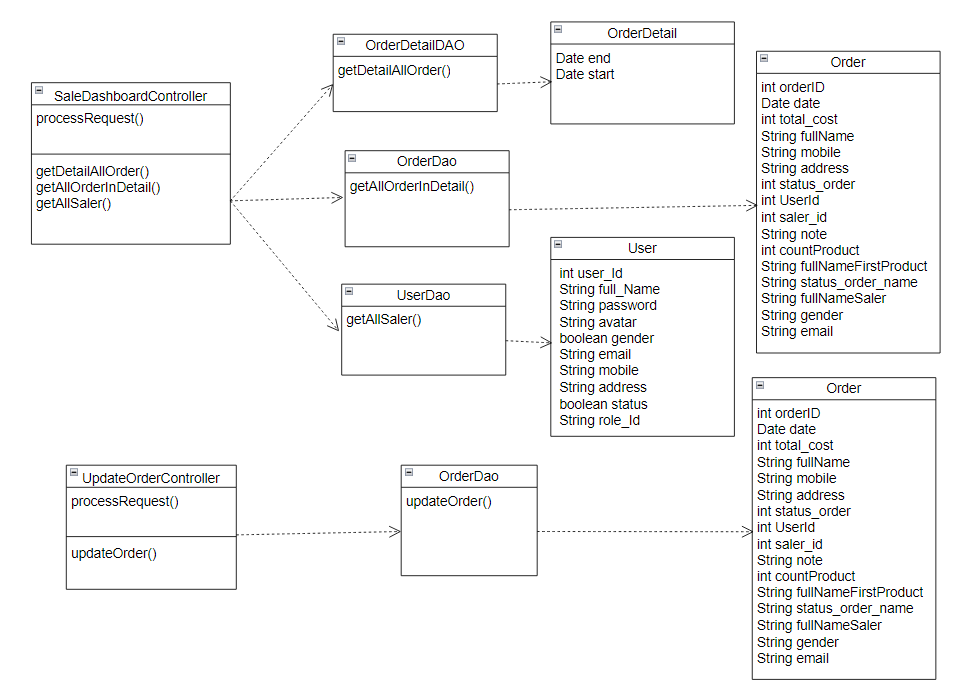 SaleDashboardController
processRequest()
getDetailAllOrder()
getAllOrderInDetail()
getAllSaler()
OrderDetailDAO
getDetailAllOrder()
OrderDetail
Date end
Date start
OrderDao
getAllOrderInDetail()
UserDao
getAllSaler()
User
int user_Id
String full_Name
String password
String avatar
boolean gender
String email
String mobile
String address
boolean status
String role_Id
Order
int orderID
Date date
int total_cost
String fullName
String mobile
String address
int status_order
int UserId
int saler_id
String note
int countProduct
String fullNameFirstProduct
String status_order_name
String fullNameSaler
String gender
String email
UpdateOrderController
processRequest()
updateOrder()
OrderDao
updateOrder()
Order
int orderID
Date date
int total_cost
String fullName
String mobile
String address
int status_order
int UserId
int saler_id
String note
int countProduct
String fullNameFirstProduct
String status_order_name
String fullNameSaler
String gender
String email